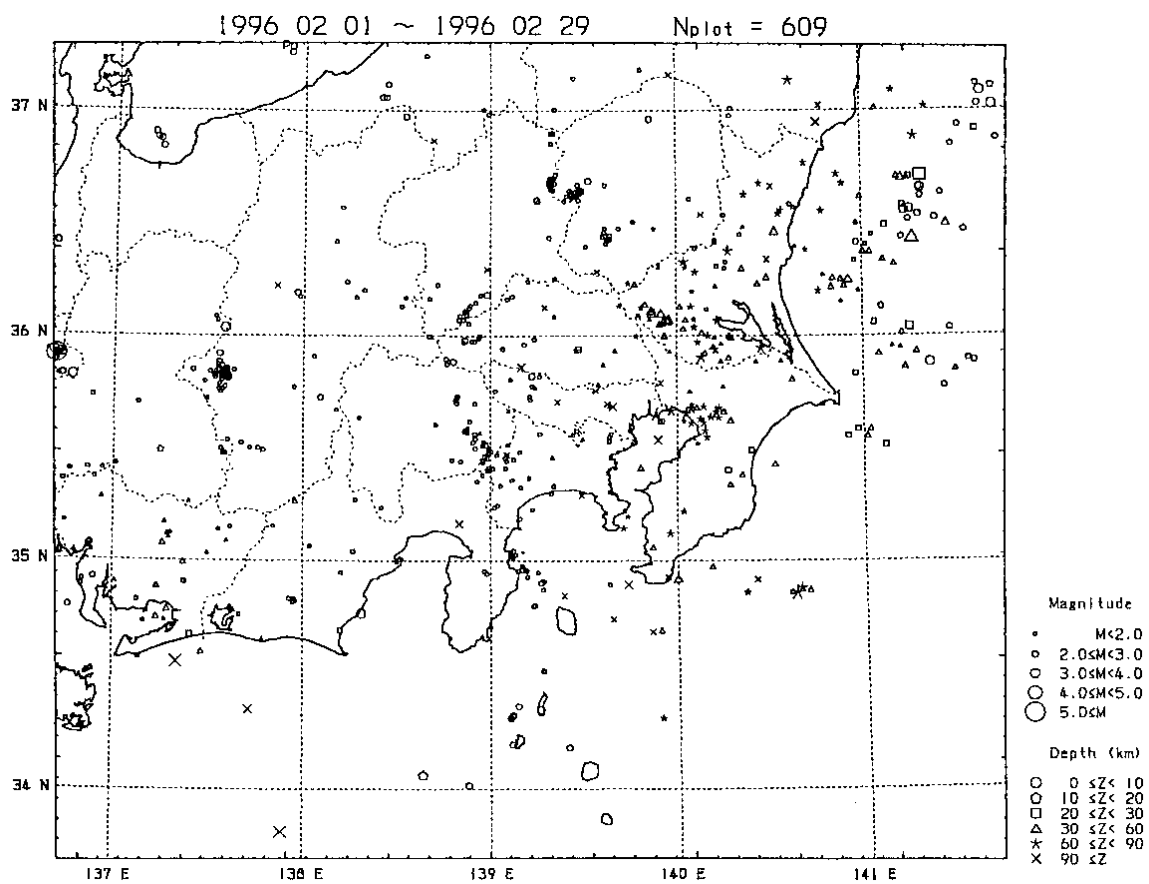 1996 02 01 ~ 1996 02 29 Nplot = 609
37 N
36 N
35 N
34 N
137 E
138 E
139 E
140 E
141 E
Magnitude
M<2.0
2.0≤M<3.0
3.0≤M<4.0
4.0≤M<5.0
5.0≤M
Depth (km)
0 ≤Z< 10
10 ≤Z< 20
20 ≤Z< 30
30 ≤Z< 60
60 ≤Z< 90
90 ≤Z